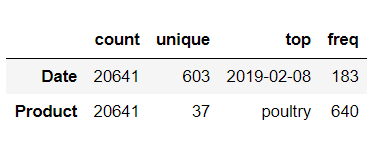 count unique top freq
Date 20641 603 2019-02-08 183
Product 20641 37 poultry 640